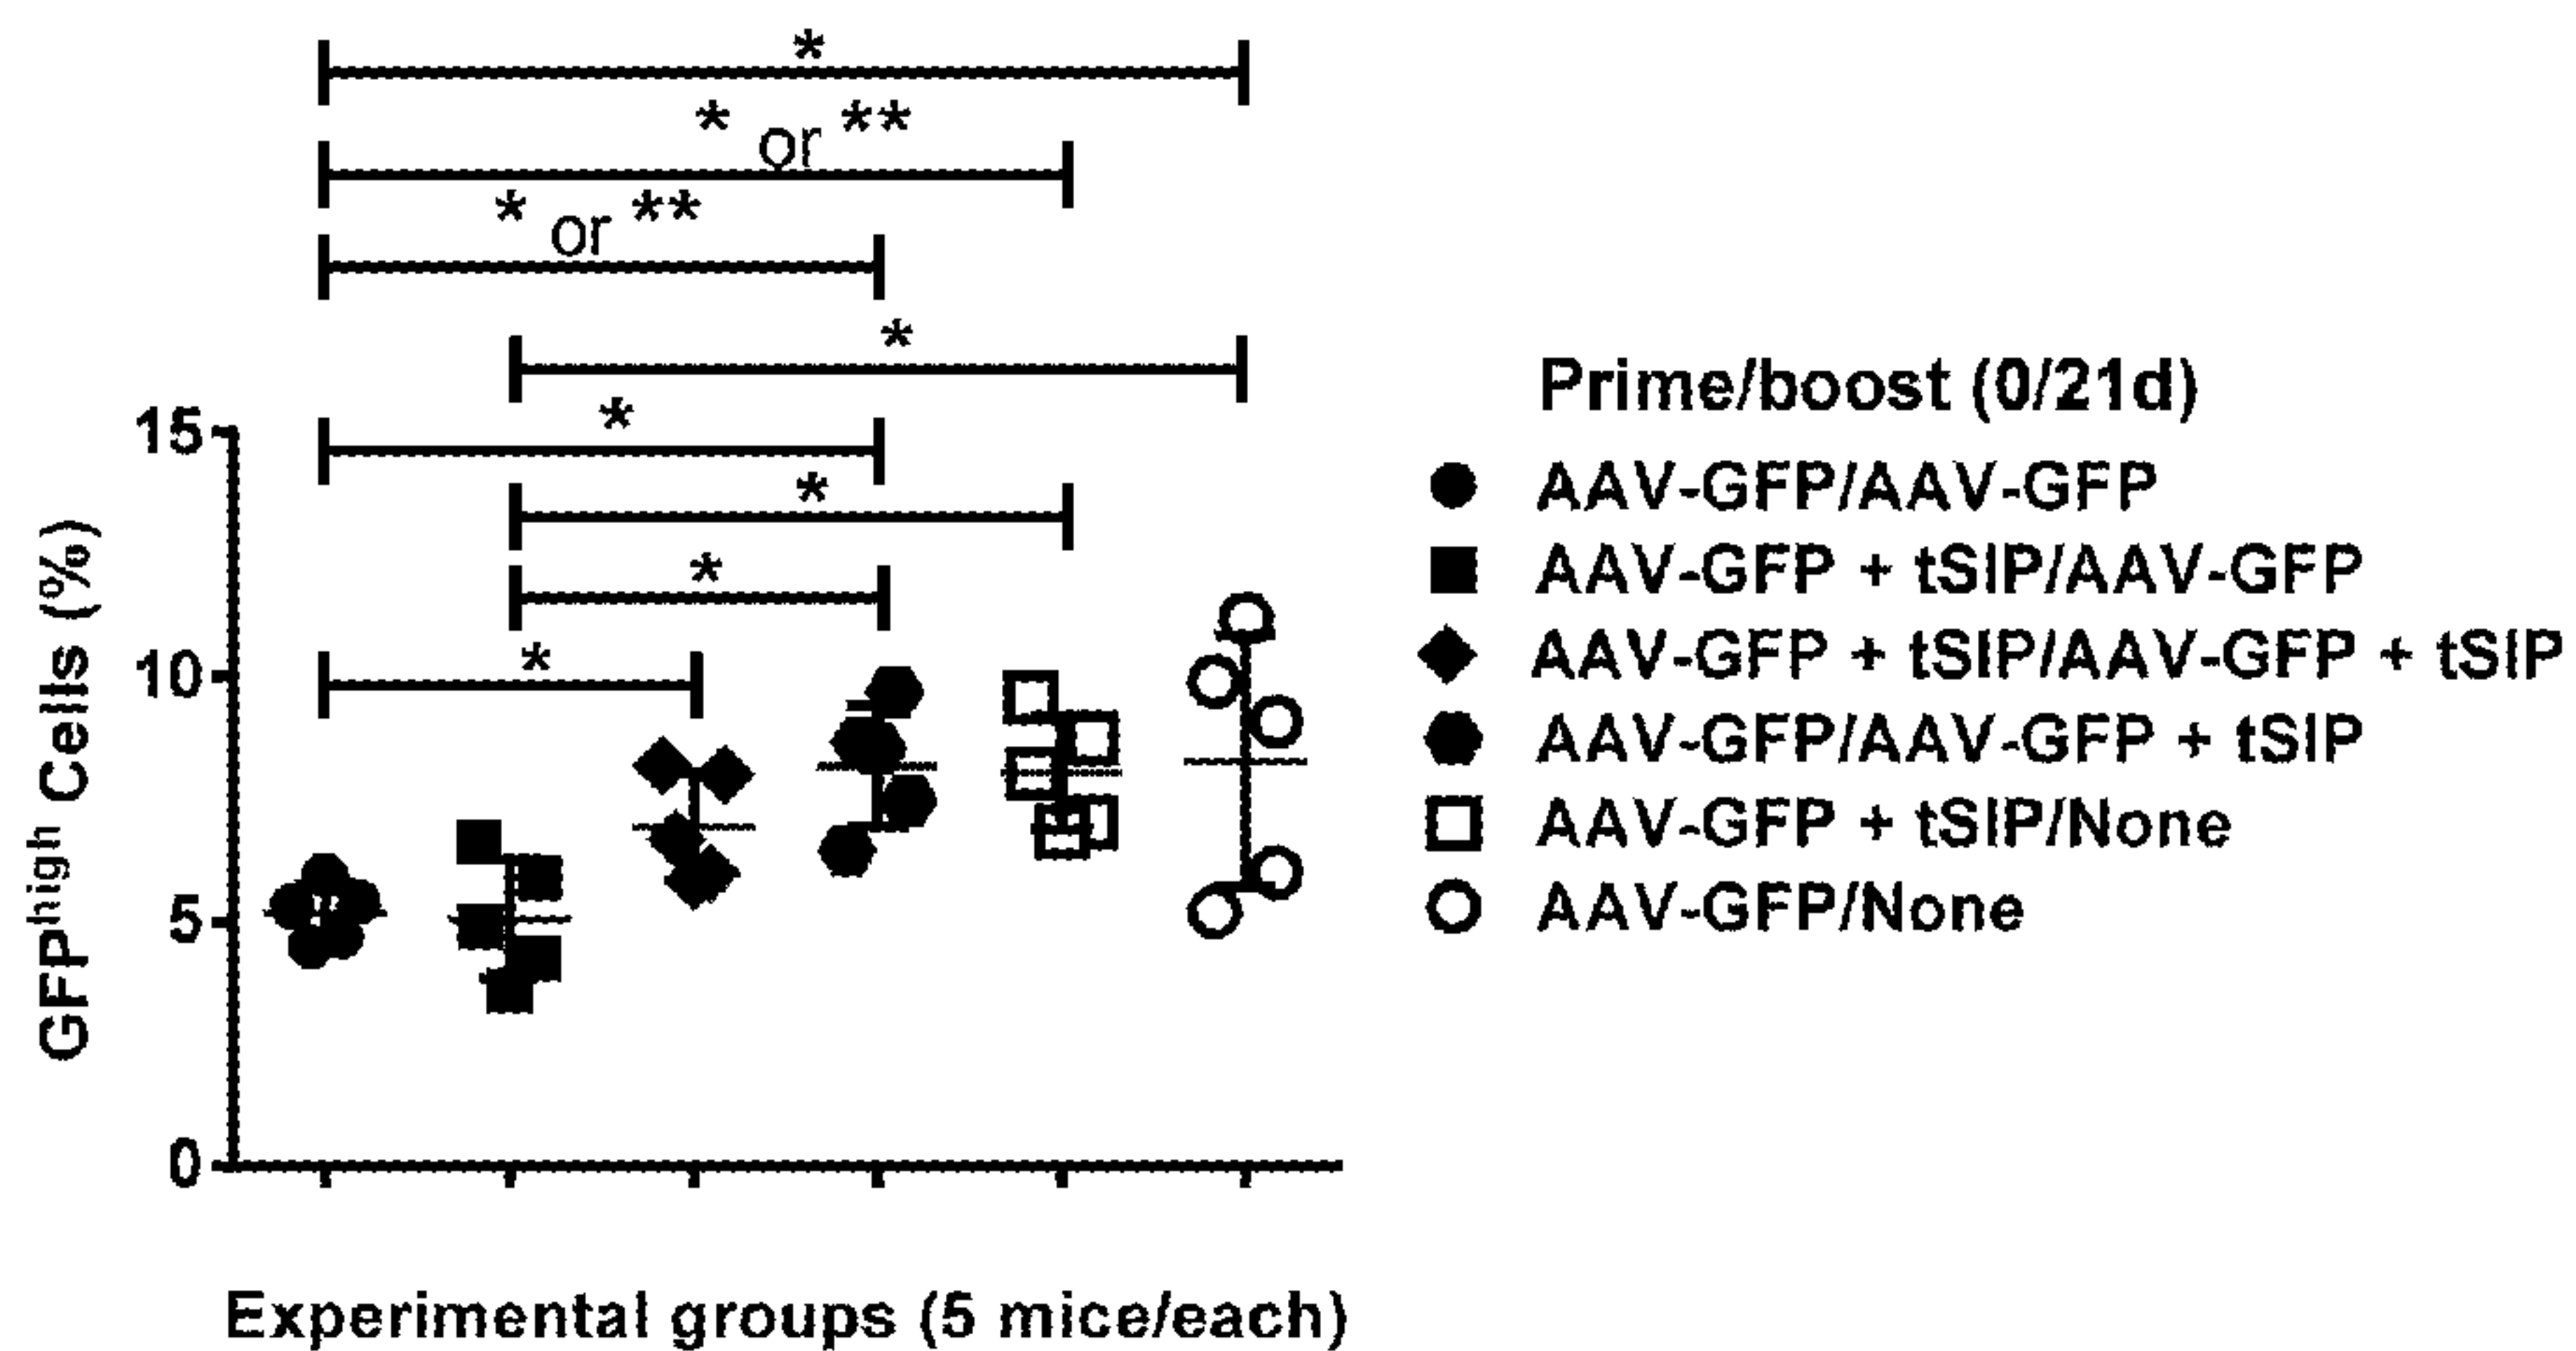 *
* or **
* or **
*
*
*
*
*
15
10
5
0
GFPhigh Cells (%)
Experimental groups (5 mice/each)
Prime/boost (0/21d)
AAV-GFP/AAV-GFP
AAV-GFP + tSIP/AAV-GFP
AAV-GFP + tSIP/AAV-GFP + tSIP
AAV-GFP/AAV-GFP + tSIP
AAV-GFP + tSIP/None
AAV-GFP/None